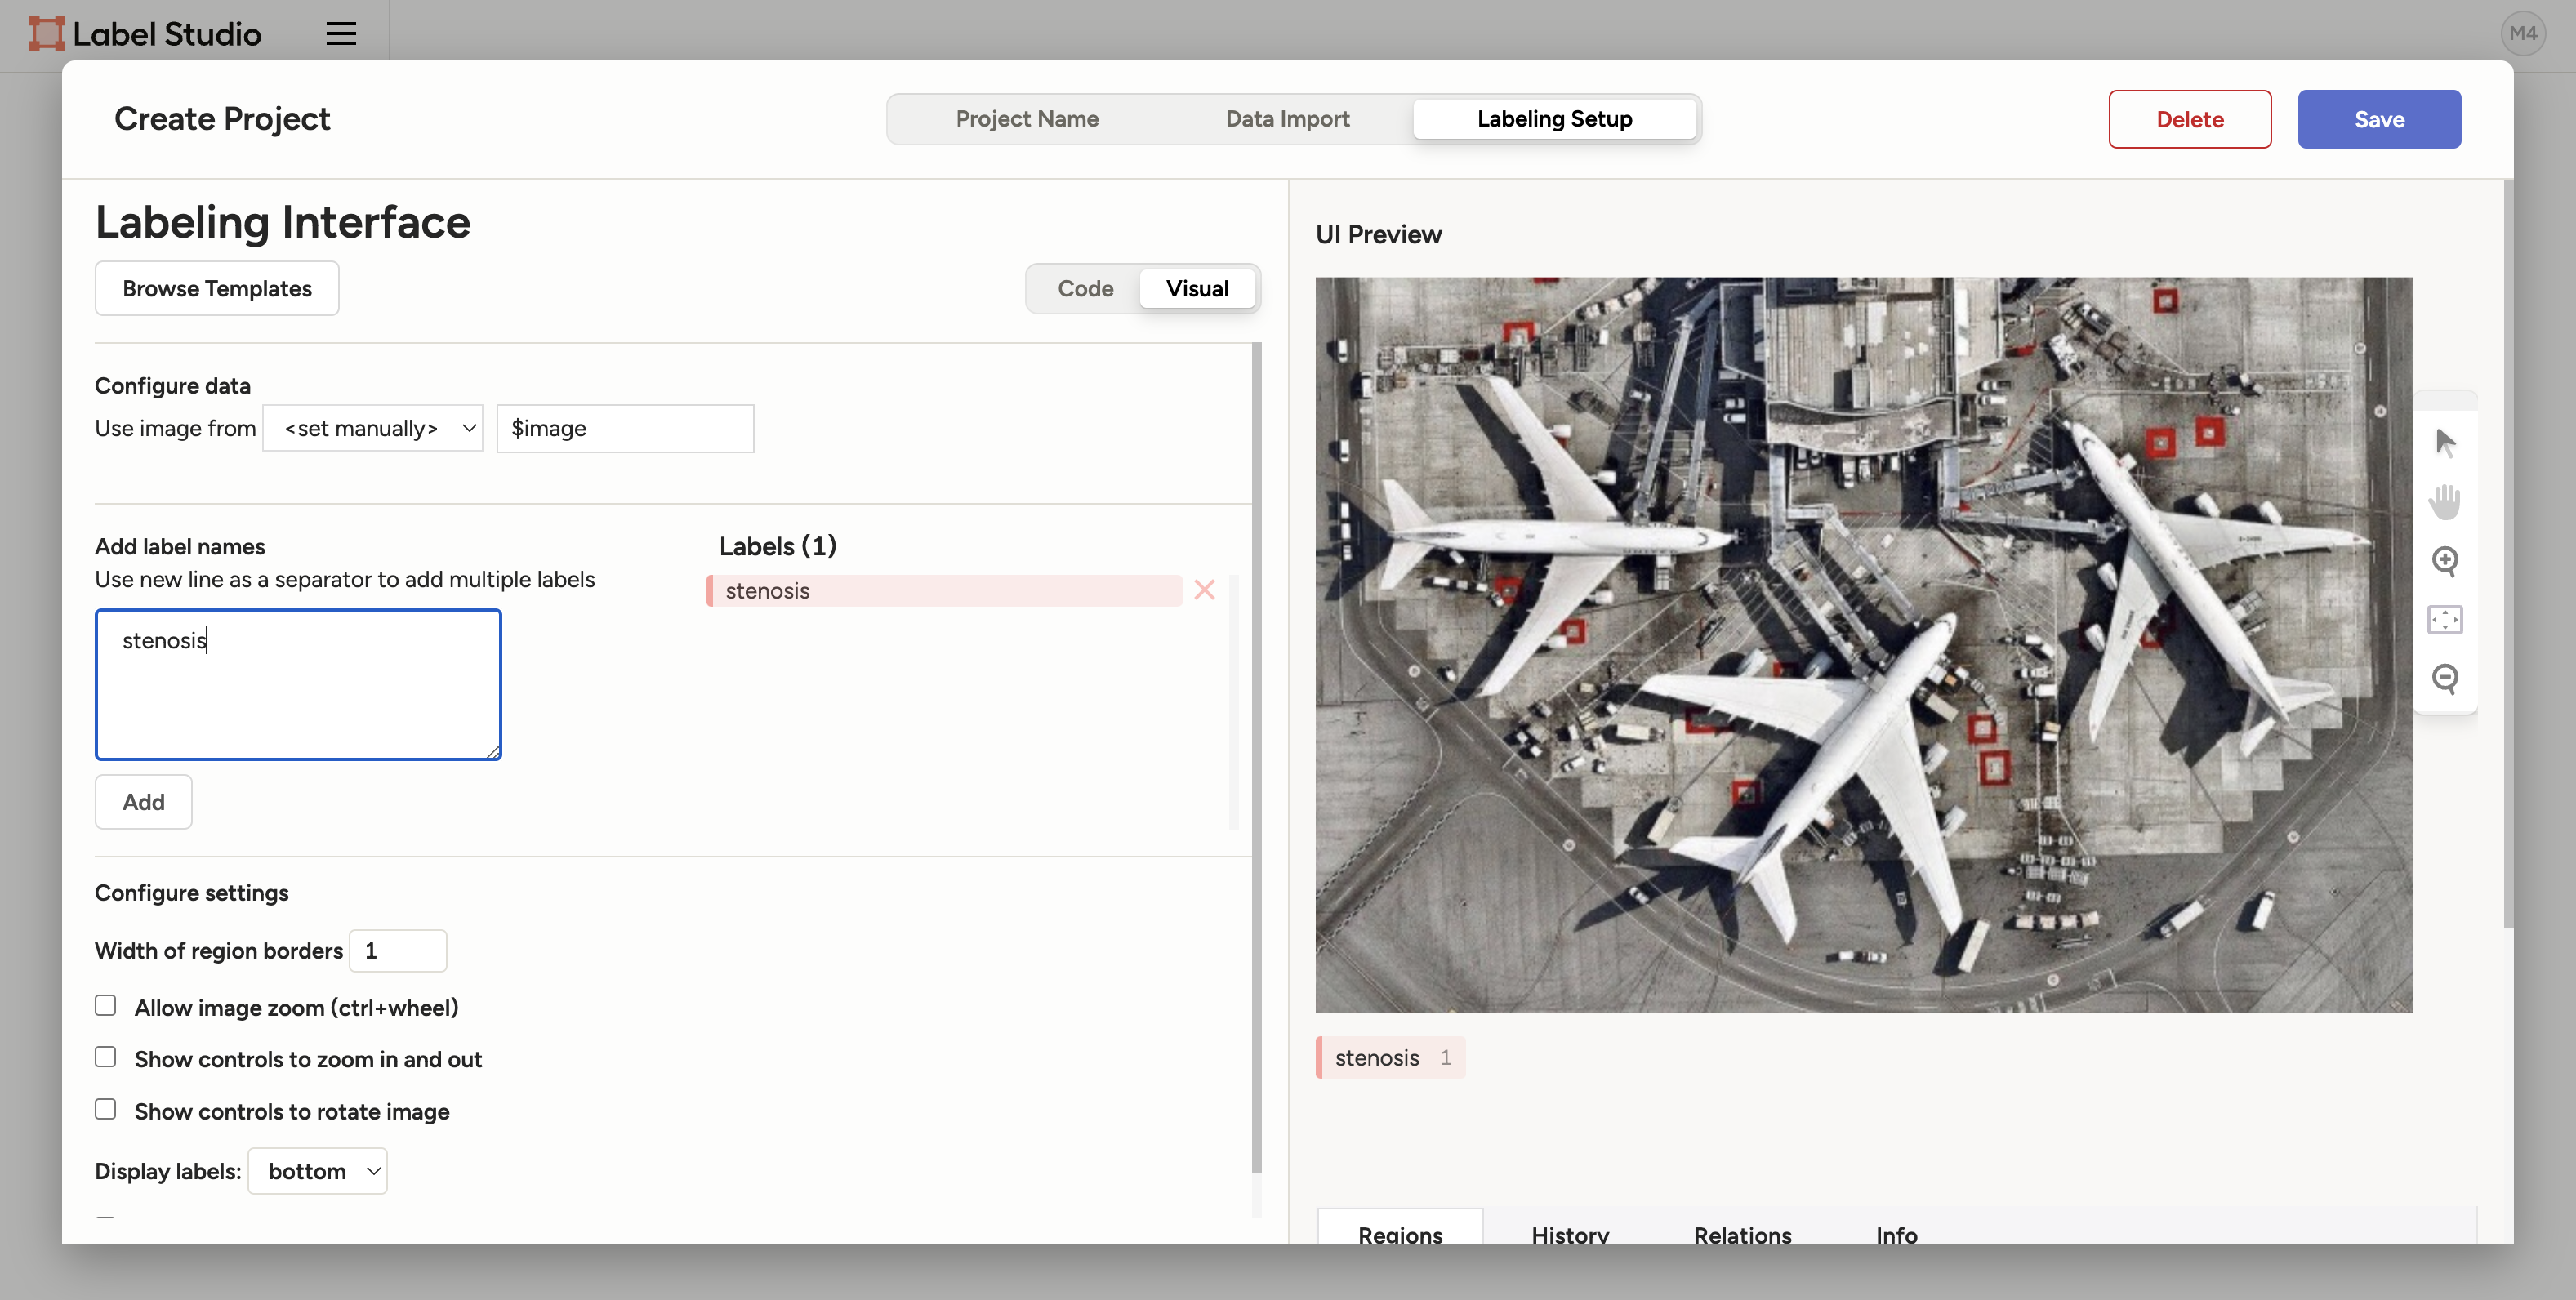 Label Studio
M4
Create Project
Project Name
Data Import
Labeling Setup
Delete
Save
Labeling Interface
Browse Templates
Code
Visual
Configure data
Use image from <set manually> $image
Add label names
Use new line as a separator to add multiple labels
stenosis
Add
Labels (1)
stenosis
Configure settings
Width of region borders 1
Allow image zoom (ctrl+wheel)
Show controls to zoom in and out
Show controls to rotate image
Display labels: bottom
UI Preview
stenosis 1
Regions
History
Relations
Info